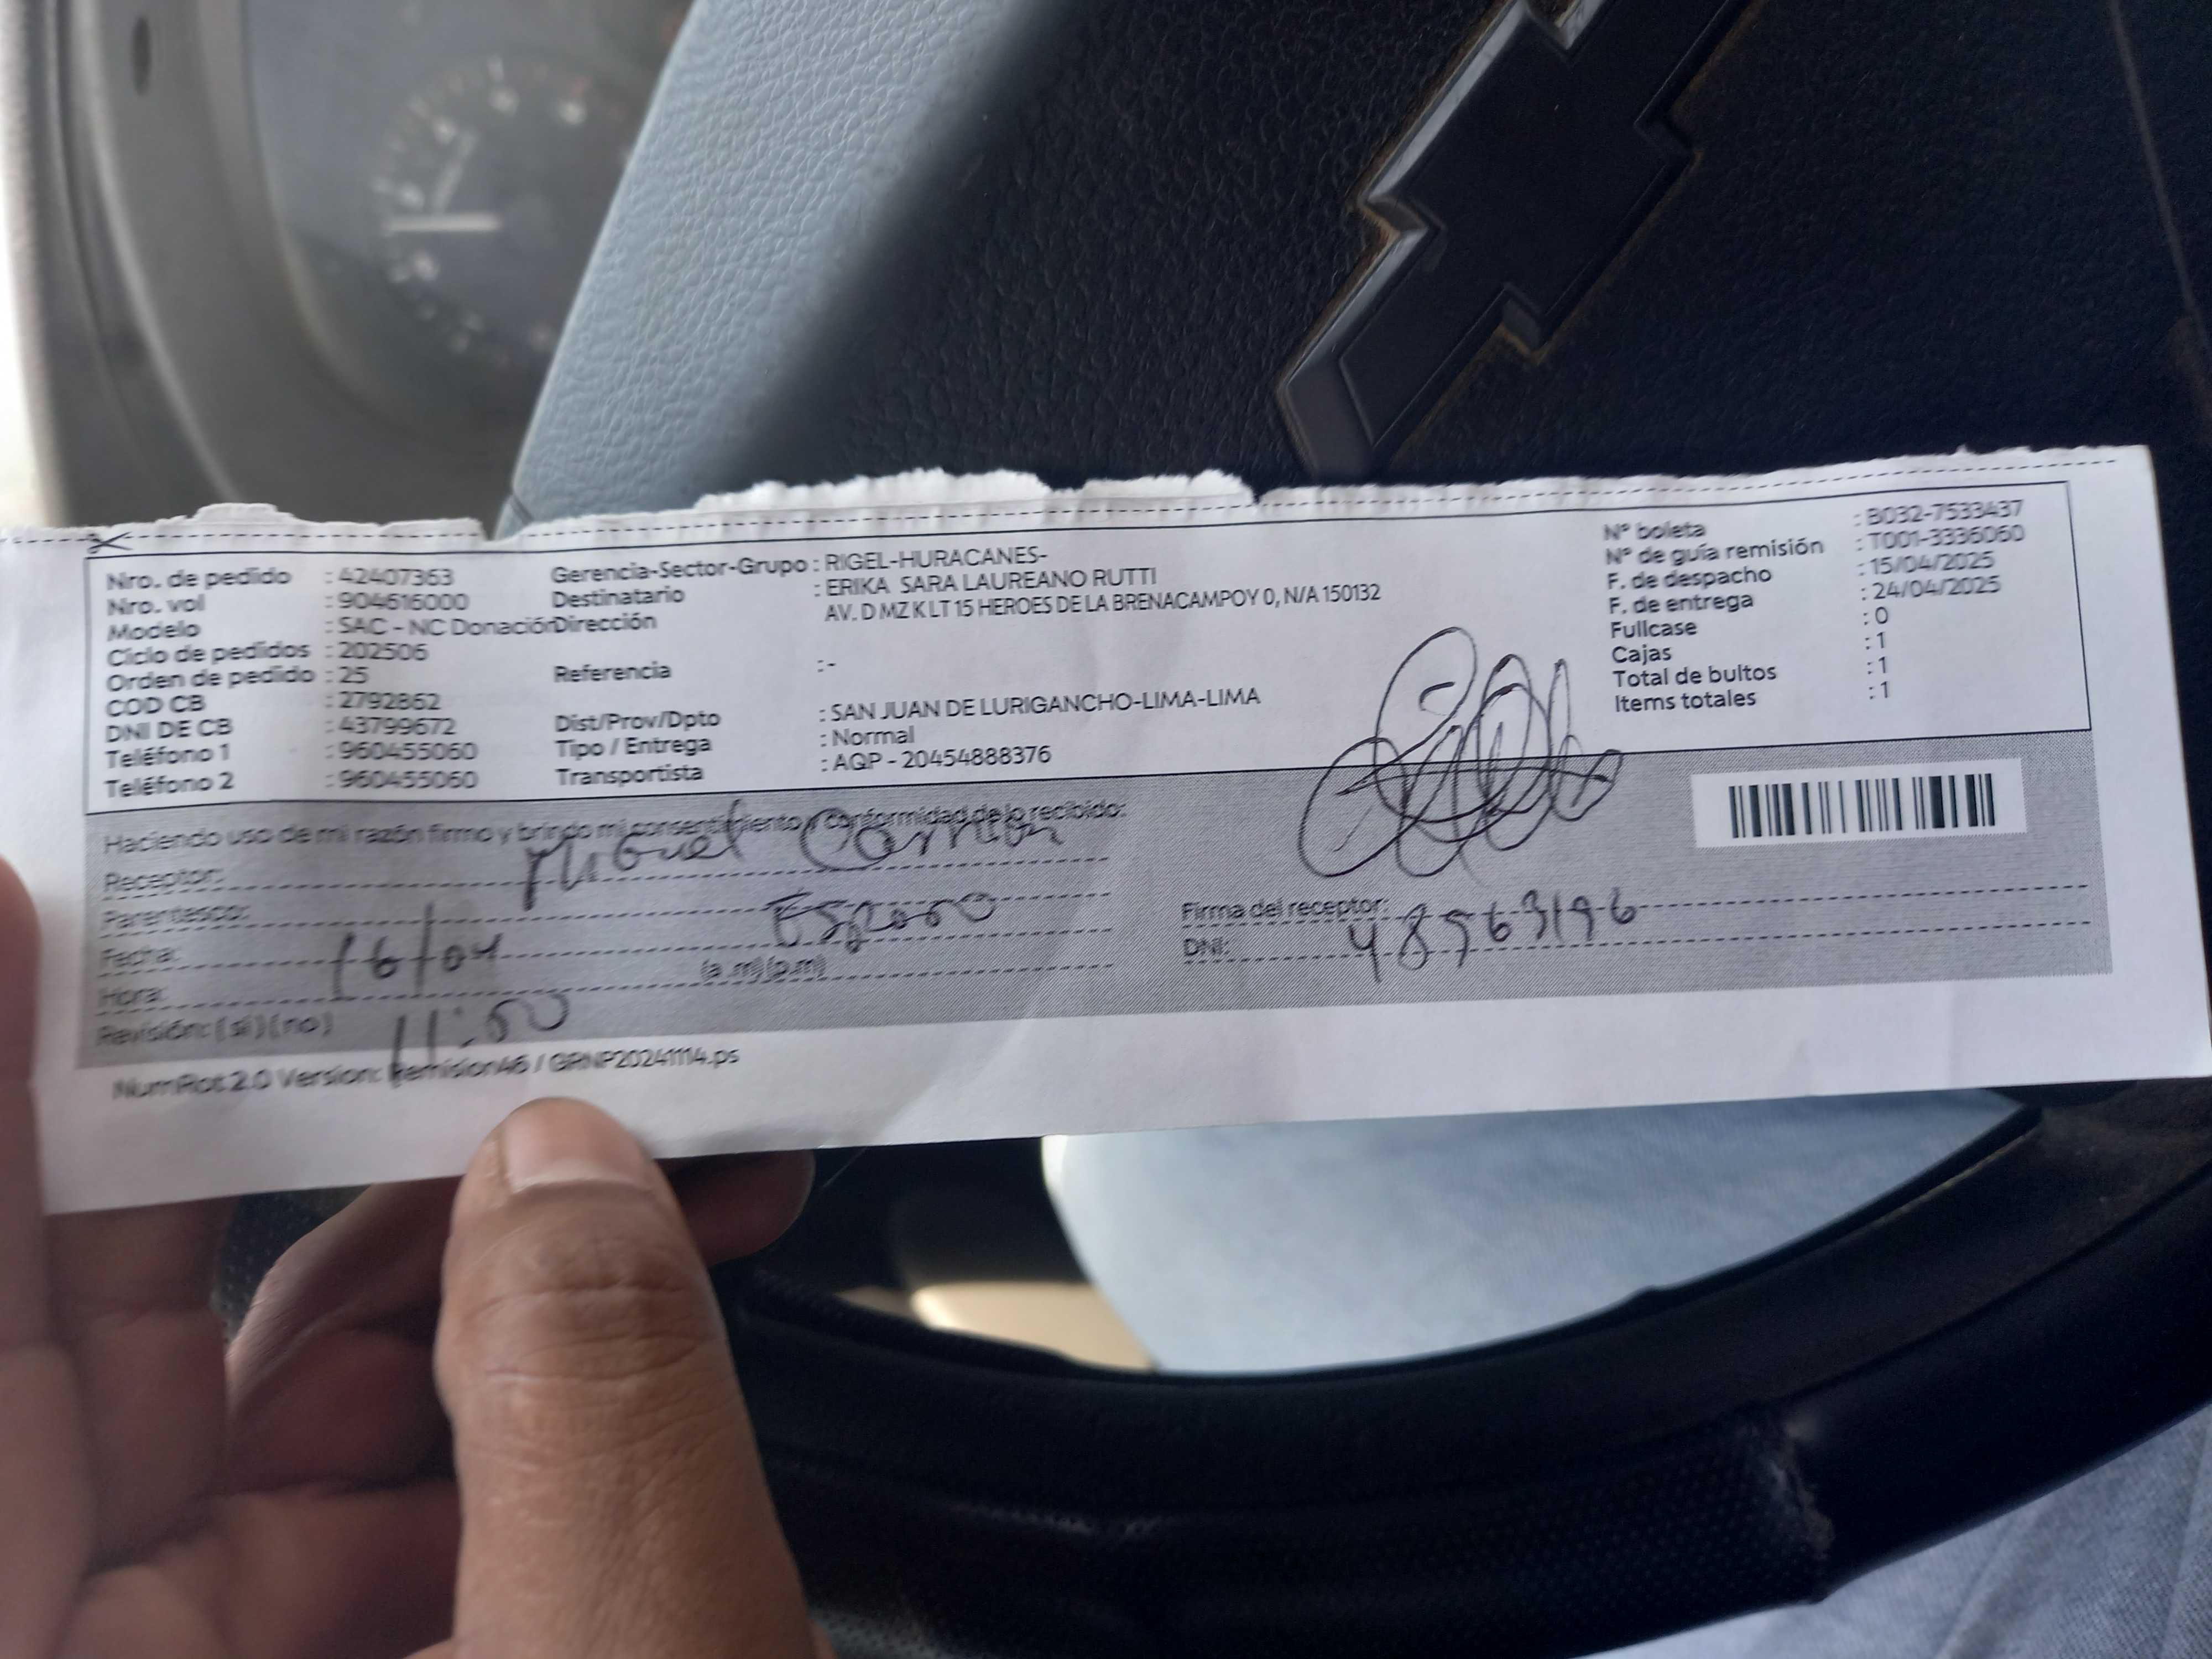 Nro. de pedido : 42407363 Gerencia-Sector-Grupo : RIGEL-HURACANES- N° boleta : B032-7533437
Nro. vol : 904616000 Destinatario : ERIKA SARA LAUREANO RUTTI N° de guía remisión : T001-3336060
Modelo : SAC - NC Donación Dirección AV. D MZ K LT 15 HEROES DE LA BRENACAMPOY 0, N/A 150132 F. de despacho : 15/04/2025
Ciclo de pedidos : 202506 F. de entrega : 24/04/2025
Orden de pedido : 25 Referencia : - Fullcase : 0
COD CB : 2792862 Cajas : 1
DNI DE CB : 43799672 Dist/Prov/Dpto : SAN JUAN DE LURIGANCHO-LIMA-LIMA Total de bultos : 1
Teléfono 1 : 960455060 Tipo / Entrega : Normal Items totales : 1
Teléfono 2 : 960455060 Transportista : AQP - 20454888376
Haciendo uso de mi razón firmo y brindo mi consentimiento y conformidad de lo recibido:
Receptor: Miguel
Parentesco: Esposo Firma del receptor:
Fecha: 16/04 DNI: 48563196
Hora: 11:50 (a.m)(p.m)
Revisión: (si) (no)
NumRot 2.0 Version: Remision46 / GRNP20241114.ps